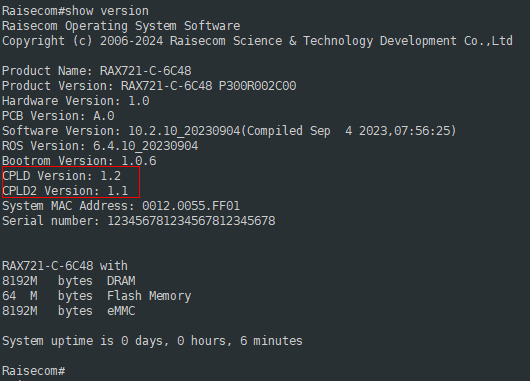 Raisecom#show version
Raisecom Operating System Software
Copyright (c) 2006-2024 Raisecom Science & Technology Development Co.,Ltd
Product Name: RAX721-C-6C48
Product Version: RAX721-C-6C48 P300R002C00
Hardware Version: 1.0
PCB Version: A.0
Software Version: 10.2.10_20230904(Compiled Sep  4 2023,07:56:25)
ROS Version: 6.4.10_20230904
Bootrom Version: 1.0.6
CPLD Version: 1.2
CPLD2 Version: 1.1
System MAC Address: 0012.0055.FF01
Serial number: 123456781234567812345678
RAX721-C-6C48 with
8192M   bytes  DRAM
64  M   bytes  Flash Memory
8192M   bytes  eMMC
System uptime is 0 days, 0 hours, 6 minutes
Raisecom#